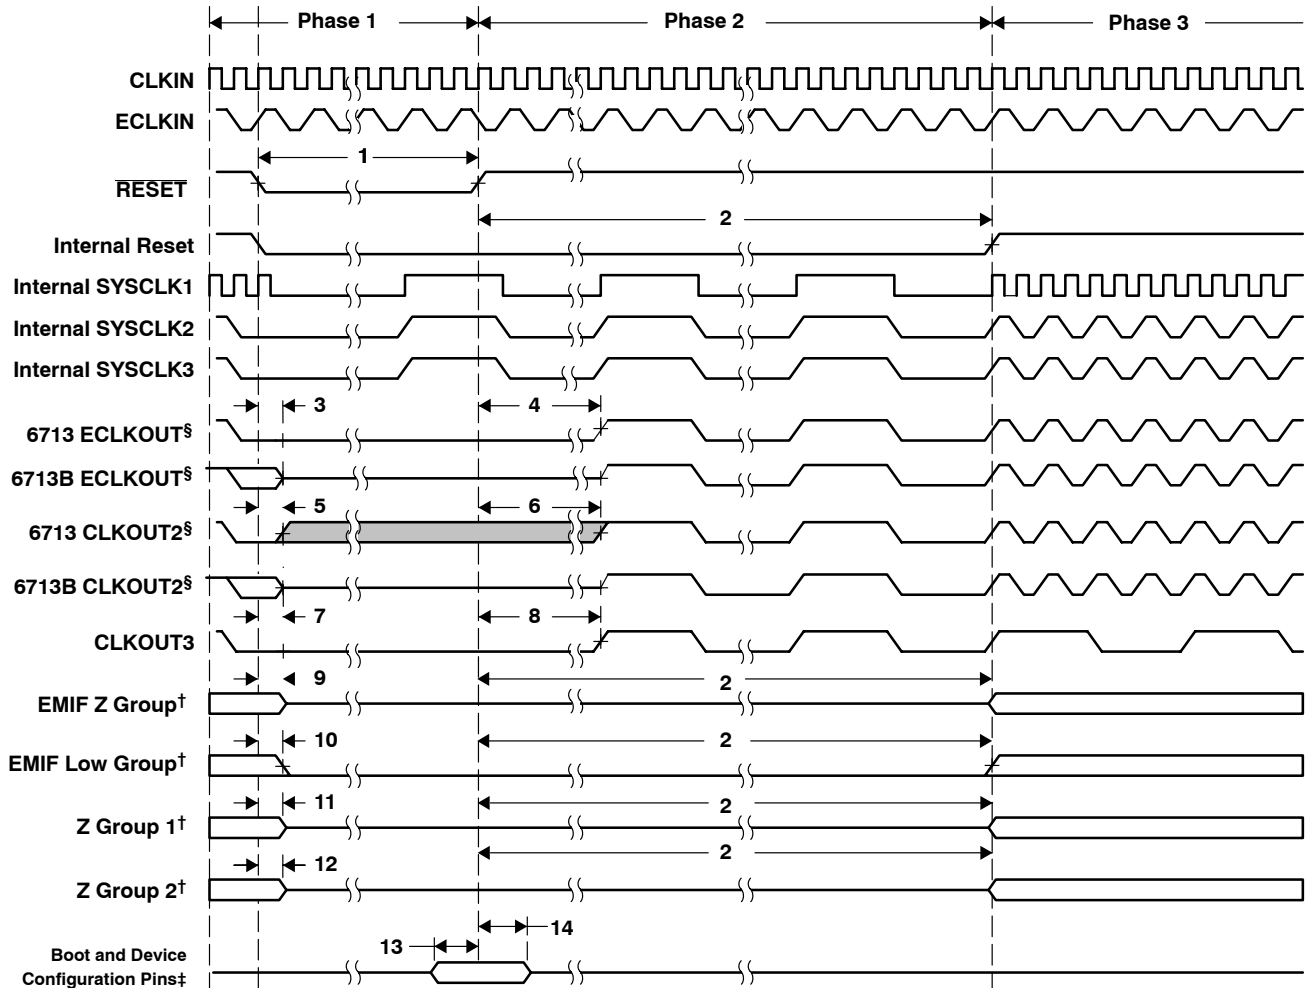 Phase 1 Phase 2 Phase 3
CLKIN
ECLKIN
1
RESET
2
Internal Reset
Internal SYSCLK1
Internal SYSCLK2
Internal SYSCLK3
3 4
6713 ECLKOUT§
6713B ECLKOUT§
5 6
6713 CLKOUT2§
6713B CLKOUT2§
7 8
CLKOUT3
9 2
EMIF Z Group†
10 2
EMIF Low Group†
11 2
Z Group 1†
2
12
Z Group 2†
14
13
Boot and Device
Configuration Pins‡